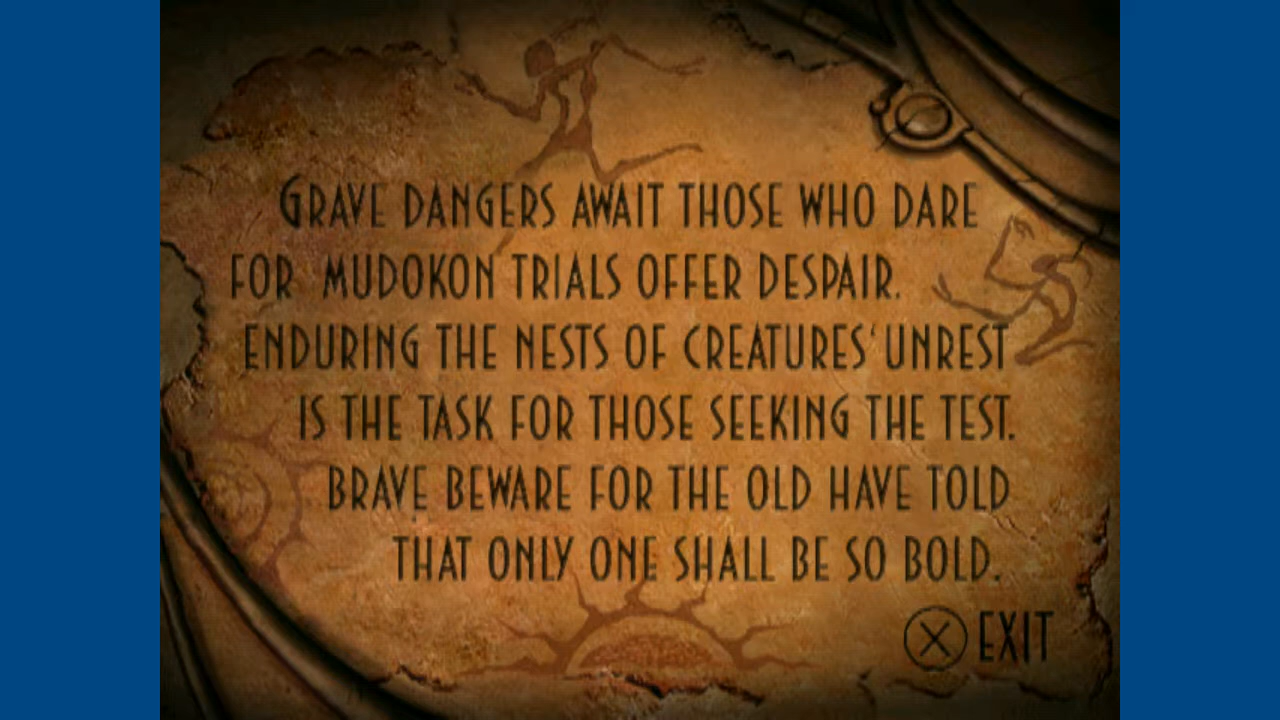 GRAVE DANGERS AWAIT THOSE WHO DARE
FOR MUDOKON TRIALS OFFER DESPAIR.
ENDURING THE NESTS OF CREATURES' UNREST
IS THE TASK FOR THOSE SEEKING THE TEST.
BRAVE BEWARE FOR THE OLD HAVE TOLD
THAT ONLY ONE SHALL BE SO BOLD.
X EXIT